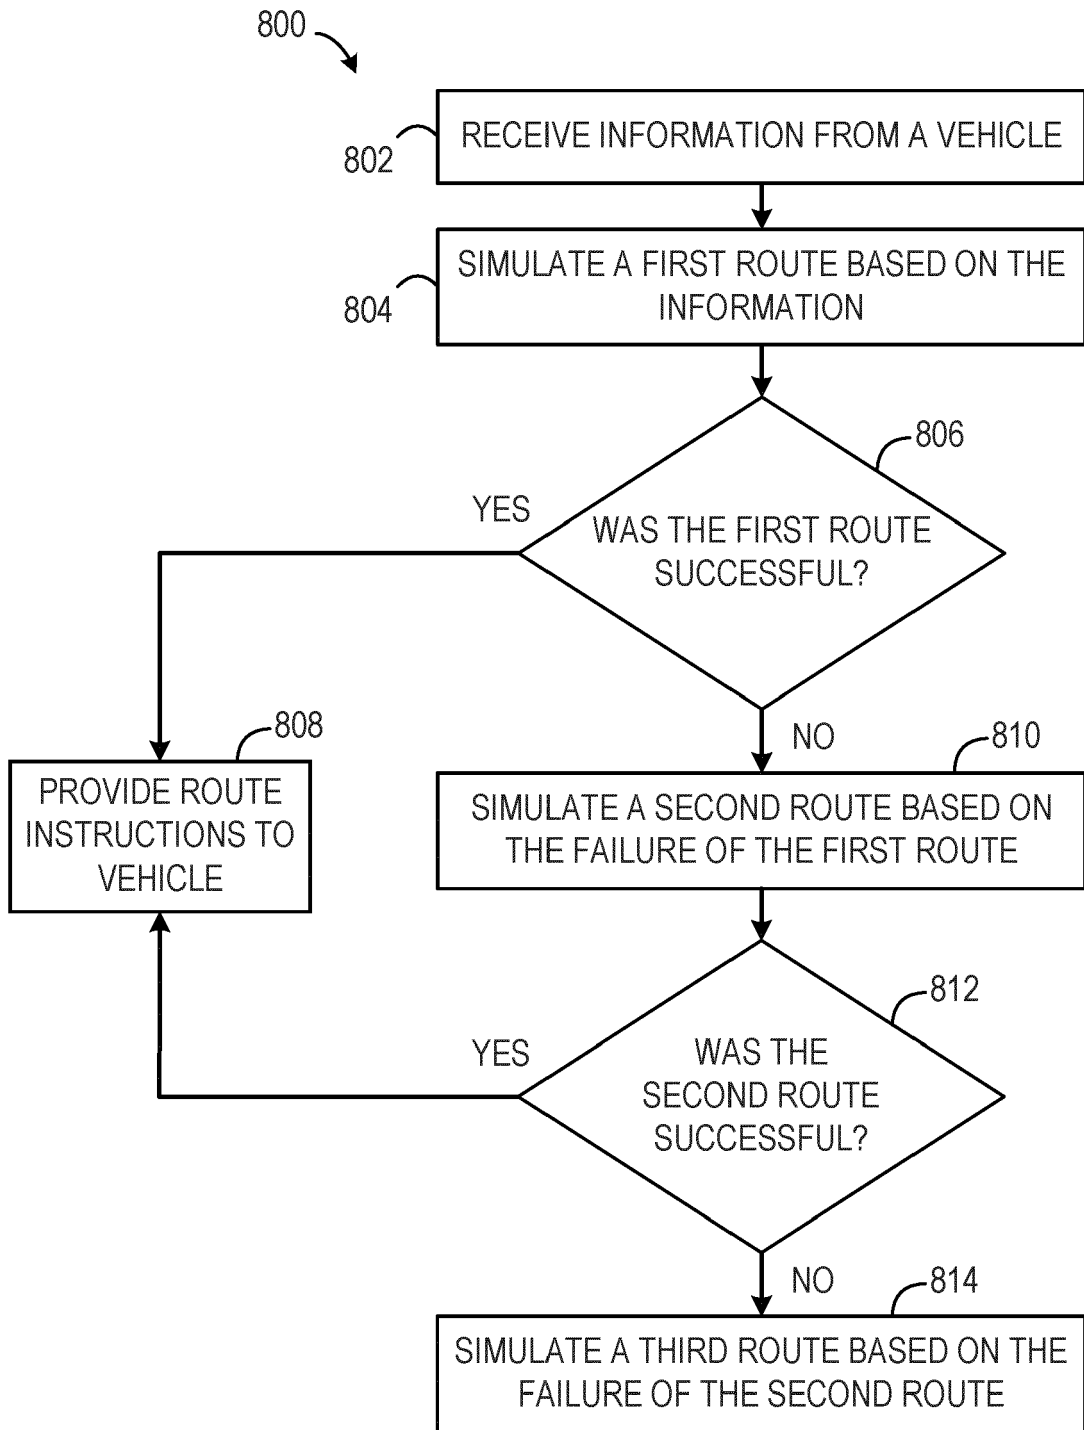 800
802
RECEIVE INFORMATION FROM A VEHICLE
804
SIMULATE A FIRST ROUTE BASED ON THE
INFORMATION
806
YES
WAS THE FIRST ROUTE
SUCCESSFUL?
NO
808
PROVIDE ROUTE
INSTRUCTIONS TO
VEHICLE
810
SIMULATE A SECOND ROUTE BASED ON
THE FAILURE OF THE FIRST ROUTE
812
YES
WAS THE
SECOND ROUTE
SUCCESSFUL?
NO
814
SIMULATE A THIRD ROUTE BASED ON THE
FAILURE OF THE SECOND ROUTE